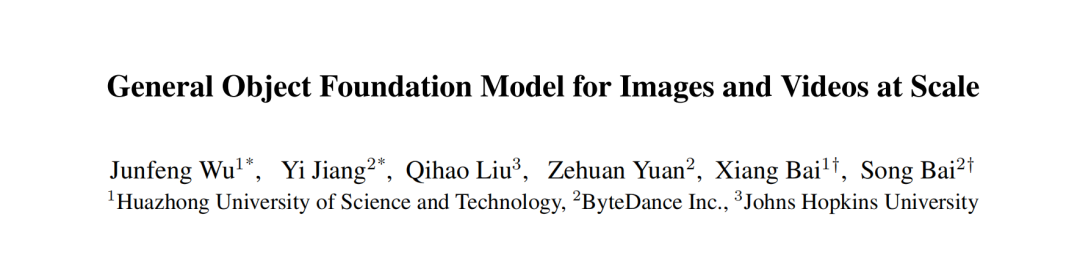 General Object Foundation Model for Images and Videos at Scale
Junfeng Wu¹*, Yi Jiang²*, Qihao Liu³, Zehuan Yuan², Xiang Bai¹†, Song Bai²†
¹Huazhong University of Science and Technology, ²ByteDance Inc., ³Johns Hopkins University